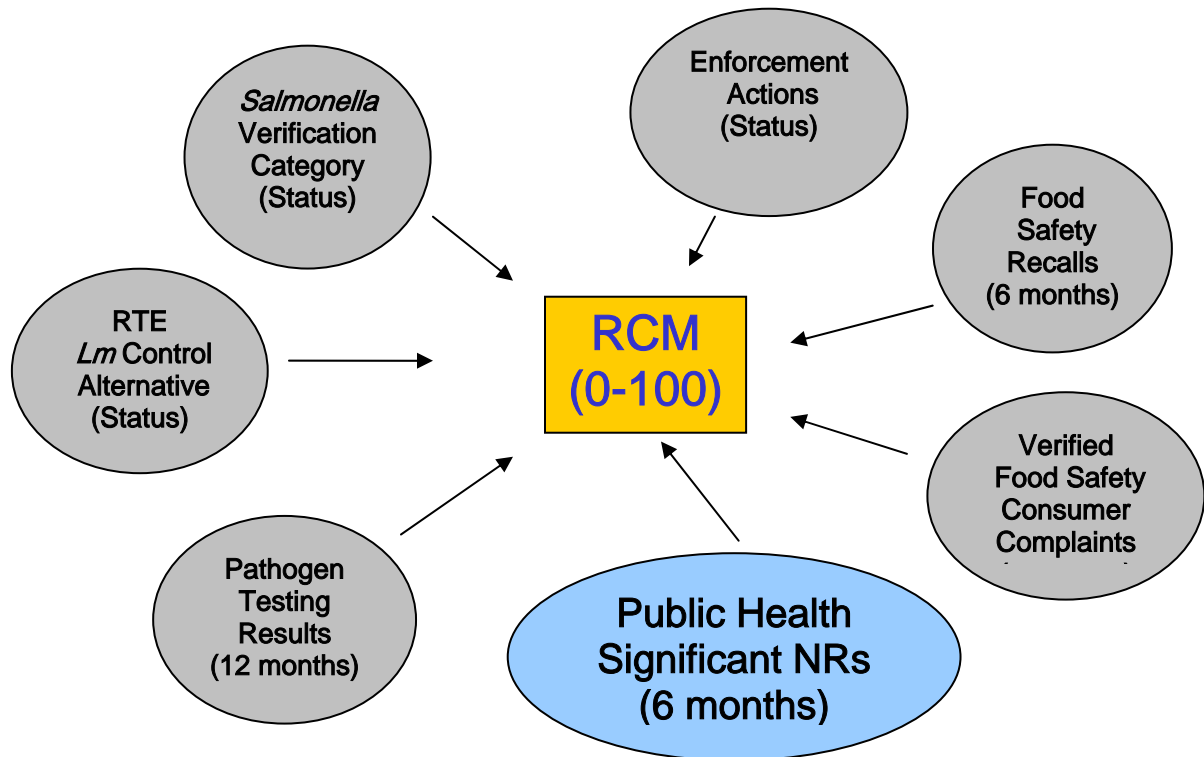 Salmonella
Verification
Category
(Status)
Enforcement
Actions
(Status)
Food
Safety
Recalls
(6 months)
RTE
Lm Control
Alternative
(Status)
RCM
(0-100)
Verified
Food Safety
Consumer
Complaints
Pathogen
Testing
Results
(12 months)
Public Health
Significant NRs
(6 months)